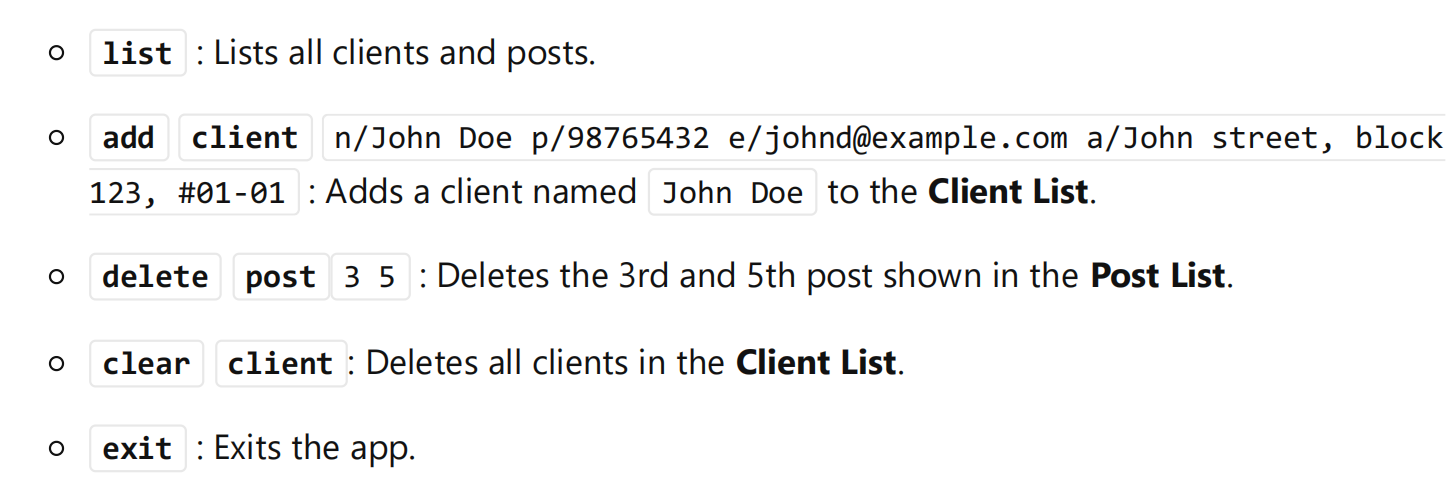 list : Lists all clients and posts.
add client n/John Doe p/98765432 e/johnd@example.com a/John street, block
123, #01-01 : Adds a client named John Doe to the Client List.
delete post 3 5 : Deletes the 3rd and 5th post shown in the Post List.
clear client : Deletes all clients in the Client List.
exit : Exits the app.